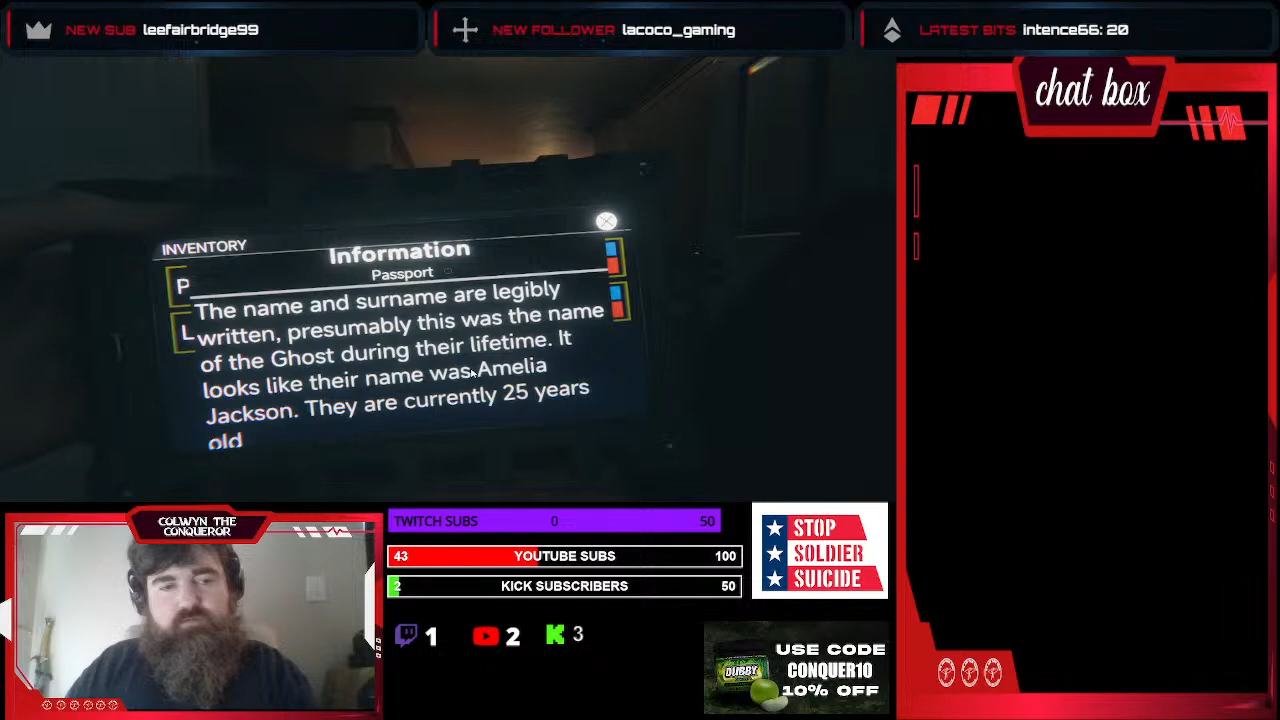 NEW SUB leefairbridge99
NEW FOLLOWER lacoco_gaming
LATEST BITS intence66: 20
chat box
INVENTORY
P
L
Information
Passport
The name and surname are legibly
written, presumably this was the name
of the Ghost during their lifetime. It
looks like their name was Amelia
Jackson. They are currently 25 years
old
COLWYN THE
CONQUEROR
TWITCH SUBS 0 50
43 YOUTUBE SUBS 100
2 KICK SUBSCRIBERS 50
1 2 3
STOP
SOLDIER
SUICIDE
DUBBY
USE CODE
CONQUER10
10% OFF